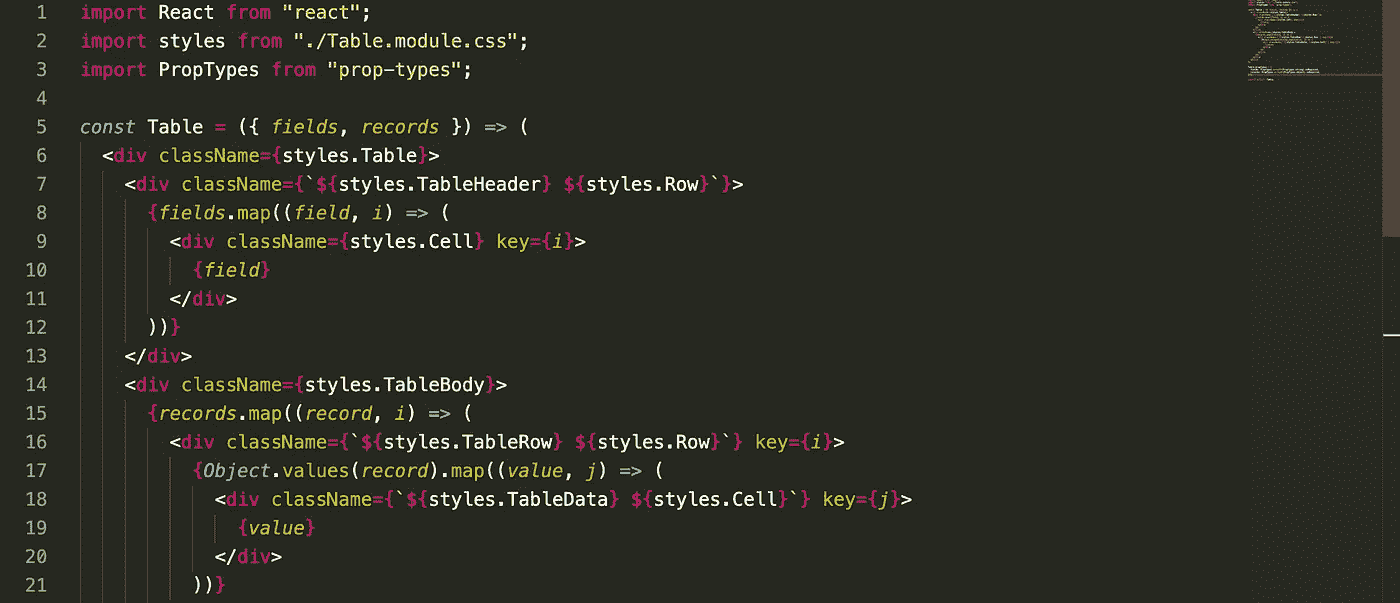 1 import React from "react";
2 import styles from "./Table.module.css";
3 import PropTypes from "prop-types";
4
5 const Table = ({ fields, records }) => (
6 <div className={styles.Table}>
7 <div className={`${styles.TableHeader} ${styles.Row}`}>
8 {fields.map((field, i) => (
9 <div className={styles.Cell} key={i}>
10 {field}
11 </div>
12 ))}
13 </div>
14 <div className={styles.TableBody}>
15 {records.map((record, i) => (
16 <div className={`${styles.TableRow} ${styles.Row}`} key={i}>
17 {Object.values(record).map((value, j) => (
18 <div className={`${styles.TableData} ${styles.Cell}`} key={j}>
19 {value}
20 </div>
21 ))}